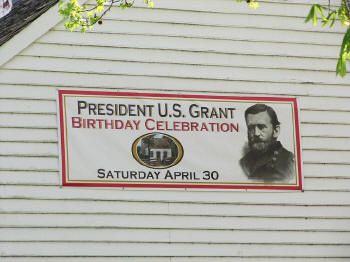 PRESIDENT U.S. GRANT
BIRTHDAY CELEBRATION
SATURDAY APRIL 30